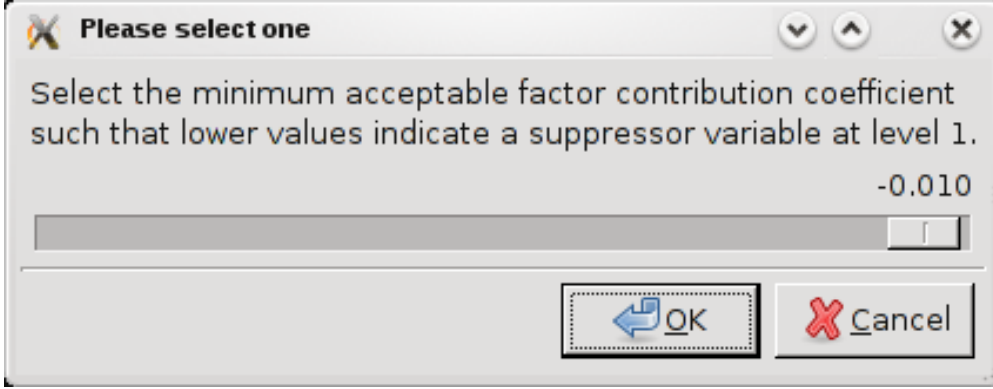 Please select one
Select the minimum acceptable factor contribution coefficient
such that lower values indicate a suppressor variable at level 1.
-0.010
OK
Cancel